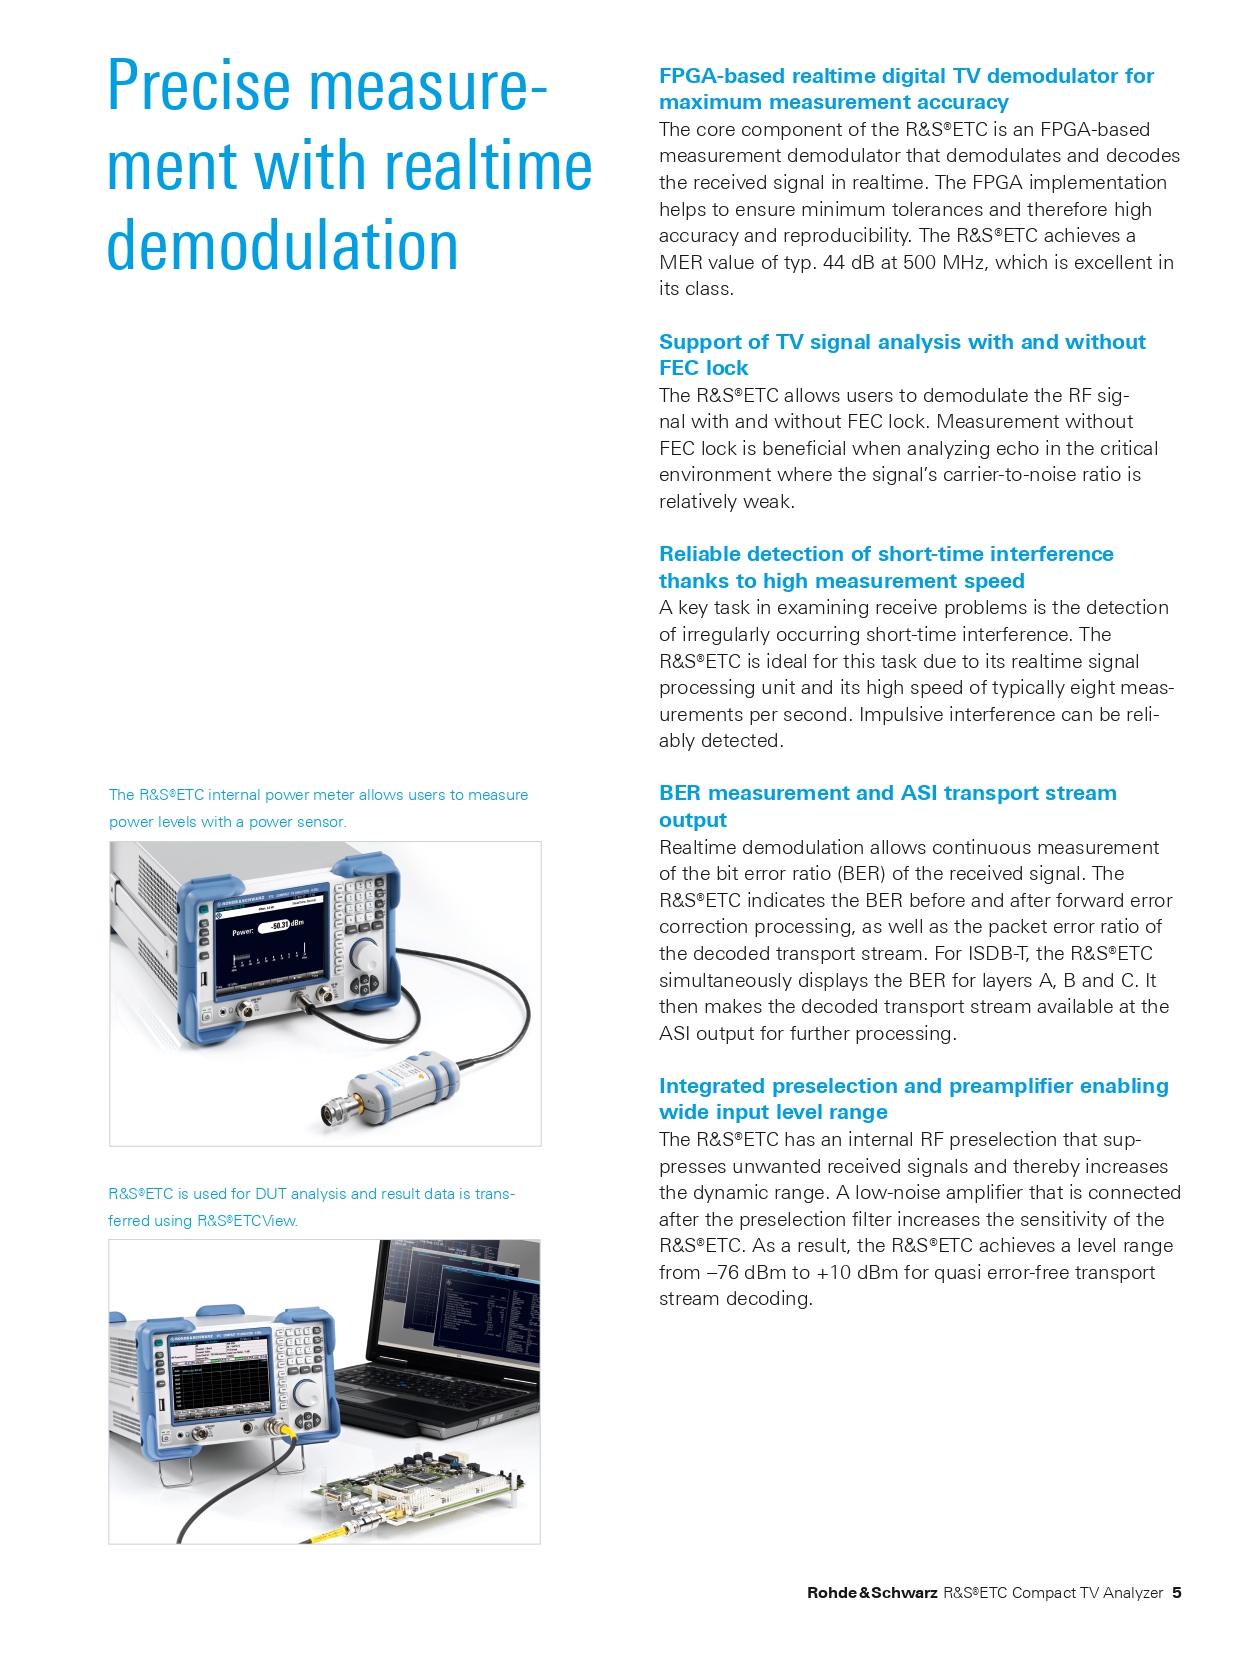 Precise measure-
ment with realtime
demodulation
The R&S®ETC internal power meter allows users to measure
power levels with a power sensor.
ROHDE&SCHWARZ
Power: -50.31 dBm
R&S®ETC is used for DUT analysis and result data is trans-
ferred using R&S®ETCView.
ROHDE&SCHWARZ
FPGA-based realtime digital TV demodulator for
maximum measurement accuracy
The core component of the R&S®ETC is an FPGA-based
measurement demodulator that demodulates and decodes
the received signal in realtime. The FPGA implementation
helps to ensure minimum tolerances and therefore high
accuracy and reproducibility. The R&S®ETC achieves a
MER value of typ. 44 dB at 500 MHz, which is excellent in
its class.
Support of TV signal analysis with and without
FEC lock
The R&S®ETC allows users to demodulate the RF sig-
nal with and without FEC lock. Measurement without
FEC lock is beneficial when analyzing echo in the critical
environment where the signal’s carrier-to-noise ratio is
relatively weak.
Reliable detection of short-time interference
thanks to high measurement speed
A key task in examining receive problems is the detection
of irregularly occurring short-time interference. The
R&S®ETC is ideal for this task due to its realtime signal
processing unit and its high speed of typically eight meas-
urements per second. Impulsive interference can be reli-
ably detected.
BER measurement and ASI transport stream
output
Realtime demodulation allows continuous measurement
of the bit error ratio (BER) of the received signal. The
R&S®ETC indicates the BER before and after forward error
correction processing, as well as the packet error ratio of
the decoded transport stream. For ISDB-T, the R&S®ETC
simultaneously displays the BER for layers A, B and C. It
then makes the decoded transport stream available at the
ASI output for further processing.
Integrated preselection and preamplifier enabling
wide input level range
The R&S®ETC has an internal RF preselection that sup-
presses unwanted received signals and thereby increases
the dynamic range. A low-noise amplifier that is connected
after the preselection filter increases the sensitivity of the
R&S®ETC. As a result, the R&S®ETC achieves a level range
from –76 dBm to +10 dBm for quasi error-free transport
stream decoding.
Rohde & Schwarz R&S®ETC Compact TV Analyzer 5